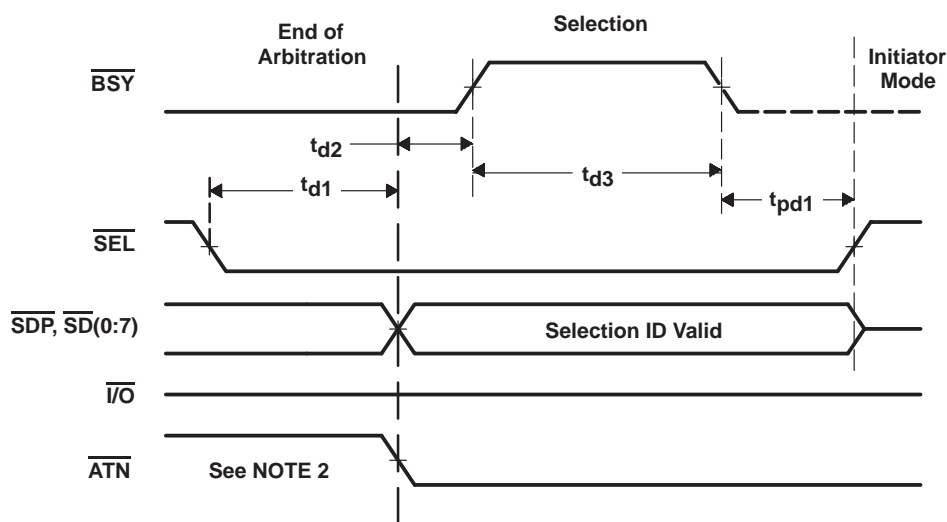 End of
Arbitration
Selection
Initiator
Mode
BSY
td2
td1
td3
tpd1
SEL
SDP, SD(0:7)
Selection ID Valid
I/O
ATN
See NOTE 2